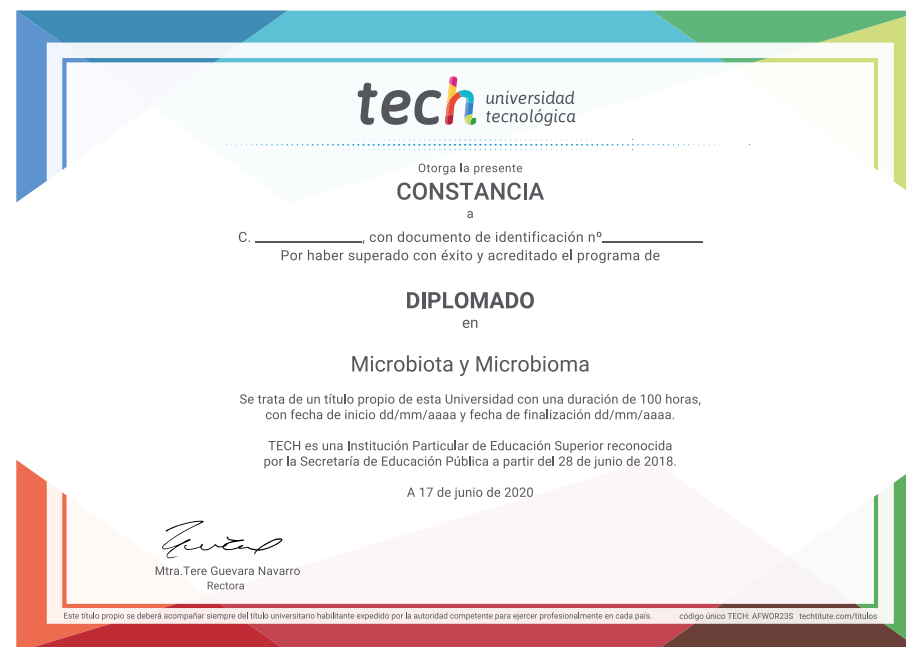 tech universidad
tecnológica
Otorga la presente
CONSTANCIA
a
C. ____________, con documento de identificación nº____________
Por haber superado con éxito y acreditado el programa de
DIPLOMADO
en
Microbiota y Microbioma
Se trata de un título propio de esta Universidad con una duración de 100 horas,
con fecha de inicio dd/mm/aaaa y fecha de finalización dd/mm/aaaa.
TECH es una Institución Particular de Educación Superior reconocida
por la Secretaría de Educación Pública a partir del 28 de junio de 2018.
A 17 de junio de 2020
Mtra.Tere Guevara Navarro
Rectora
Este título propio se deberá acompañar siempre del título universitario habilitante expedido por la autoridad competente para ejercer profesionalmente en cada país.
código único TECH: AFWOR23S techtitute.com/titulos